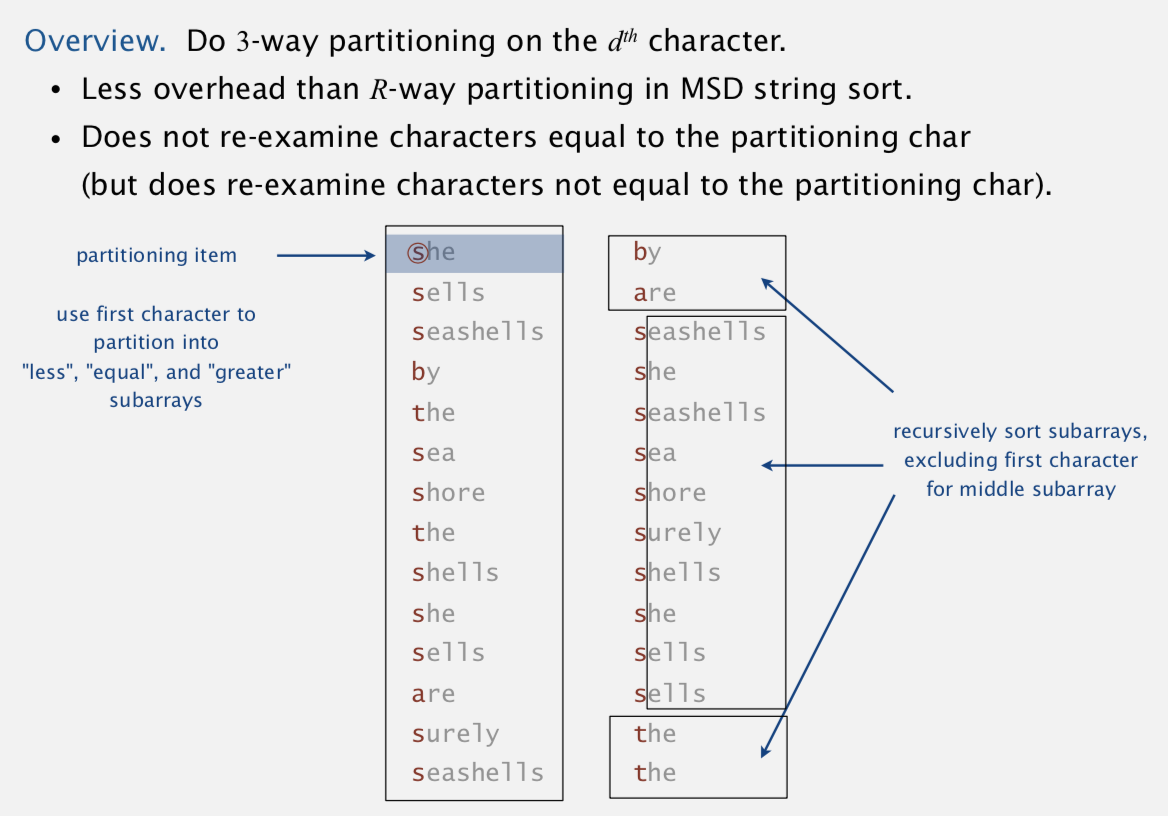 Overview. Do 3-way partitioning on the dth character.
• Less overhead than R-way partitioning in MSD string sort.
• Does not re-examine characters equal to the partitioning char
(but does re-examine characters not equal to the partitioning char).
partitioning item
use first character to
partition into
"less", "equal", and "greater"
subarrays
she
sells
seashells
by
the
sea
shore
the
shells
she
sells
are
surely
seashells
by
are
seashells
she
seashells
sea
shore
surely
shells
she
sells
sells
the
the
recursively sort subarrays,
excluding first character
for middle subarray